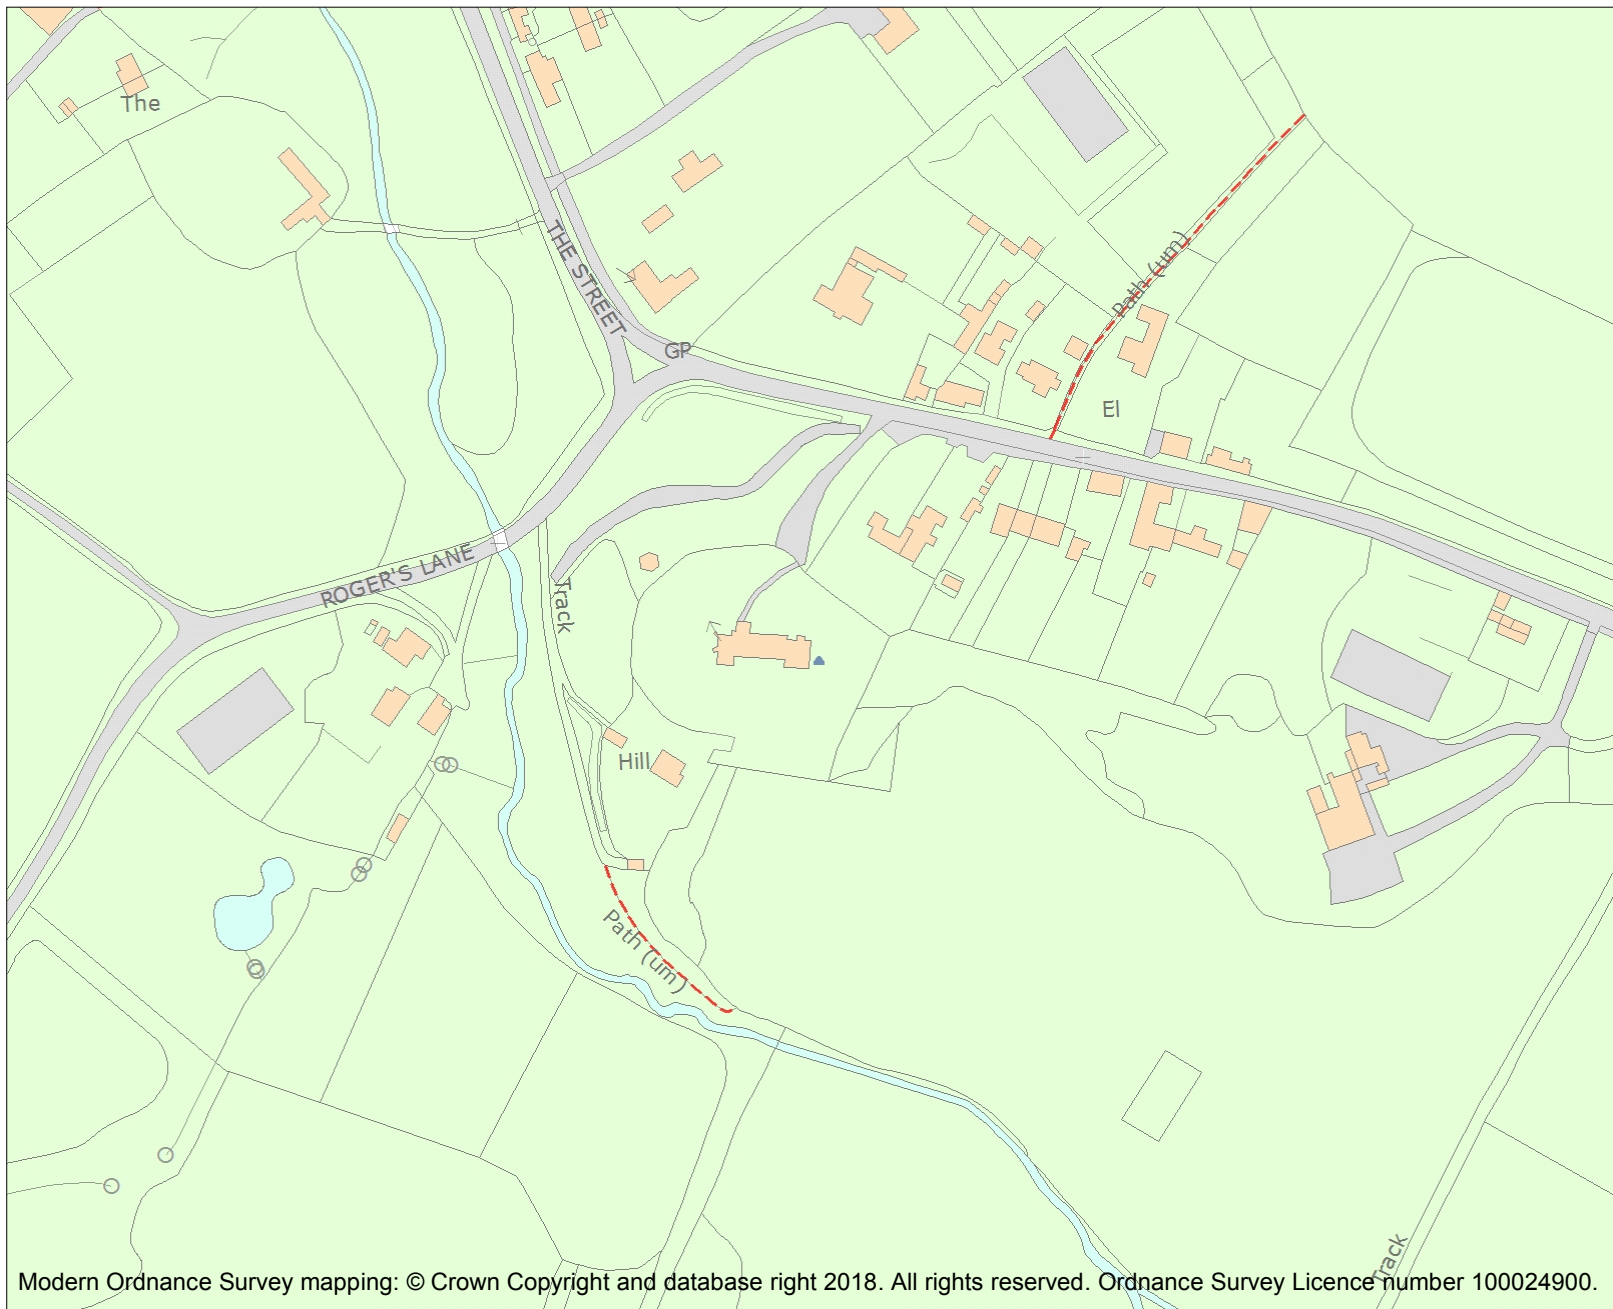 The
THE STREET
GP
Path (um)
El
ROGER'S LANE
Track
Hill
Path (um)
Track
Modern Ordnance Survey mapping: © Crown Copyright and database right 2018. All rights reserved. Ordnance Survey Licence number 100024900.